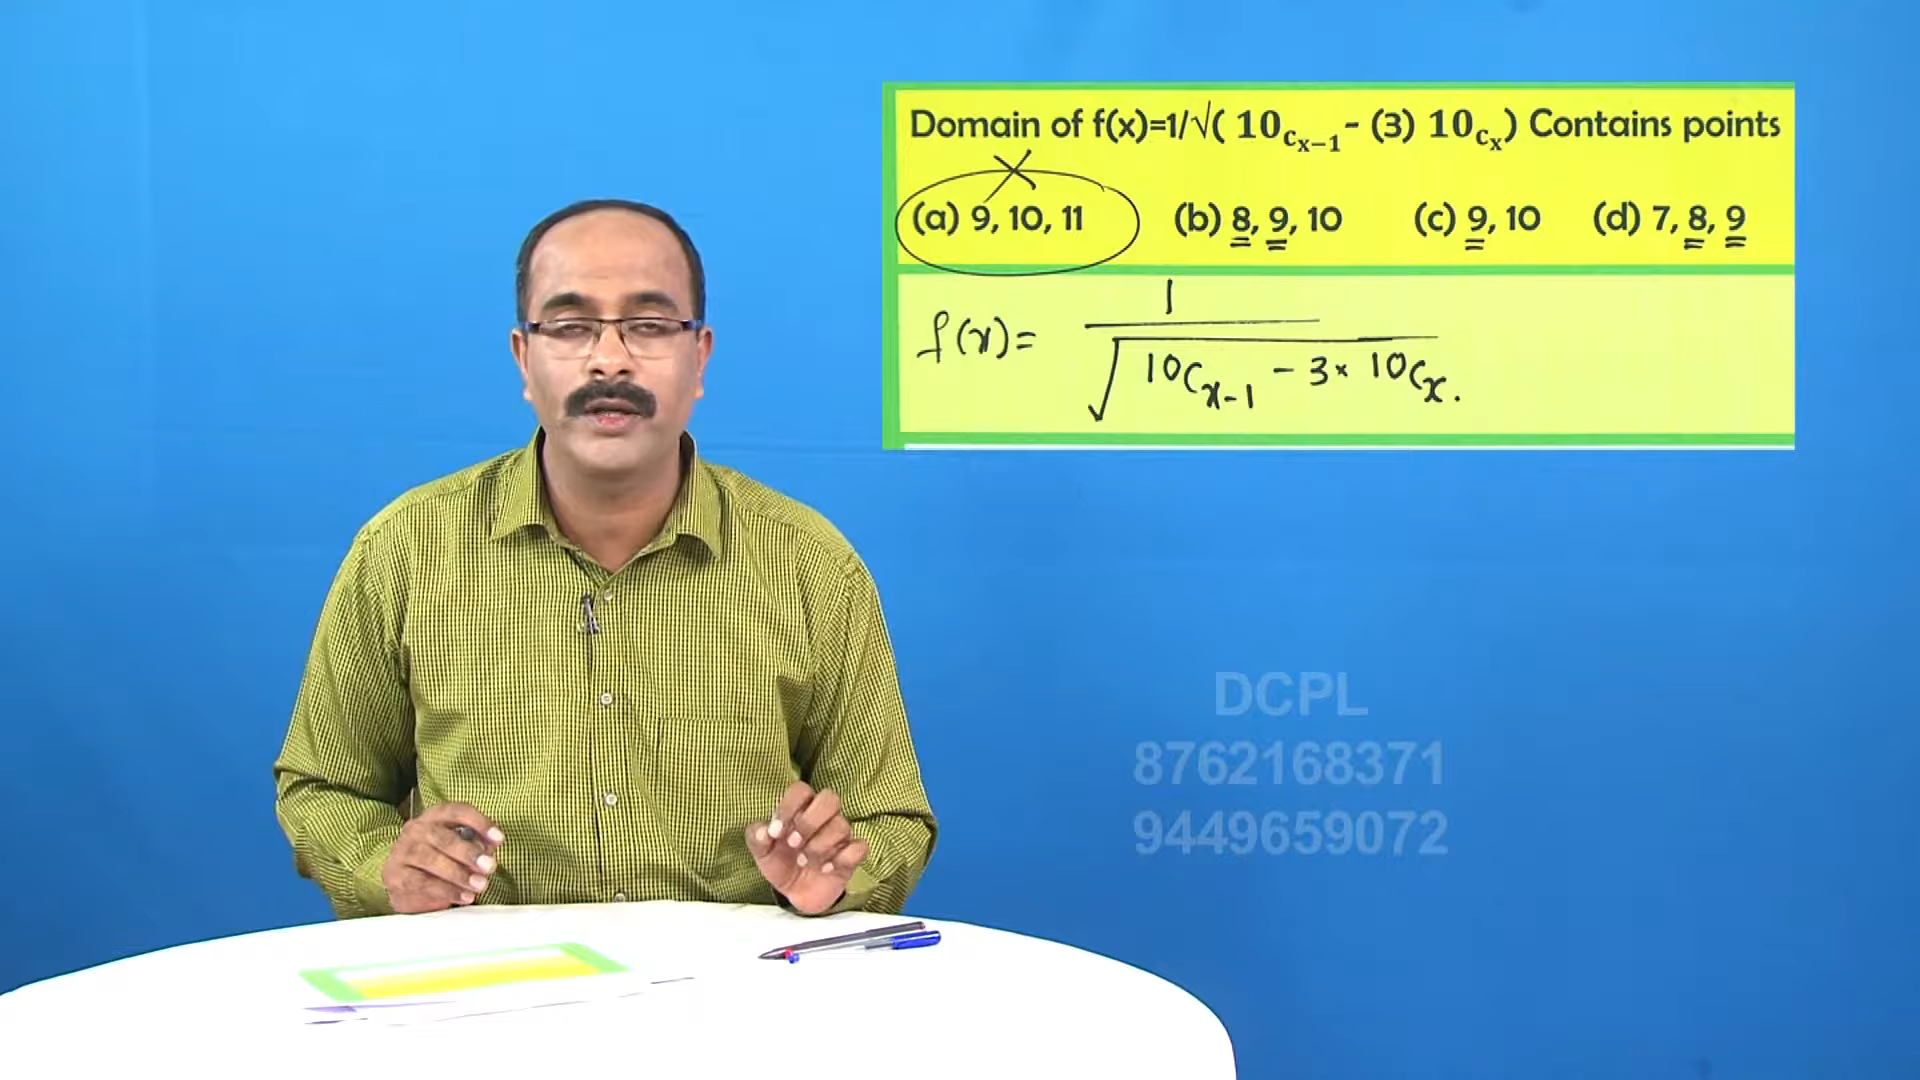 Domain of f(x)=1/√( 10cₓ₋₁- (3) 10cₓ) Contains points
(a) 9, 10, 11 (b) 8, 9, 10 (c) 9, 10 (d) 7, 8, 9
f(x)= 1 / √ 10Cₓ₋₁ - 3× 10Cₓ.
DCPL
8762168371
9449659072